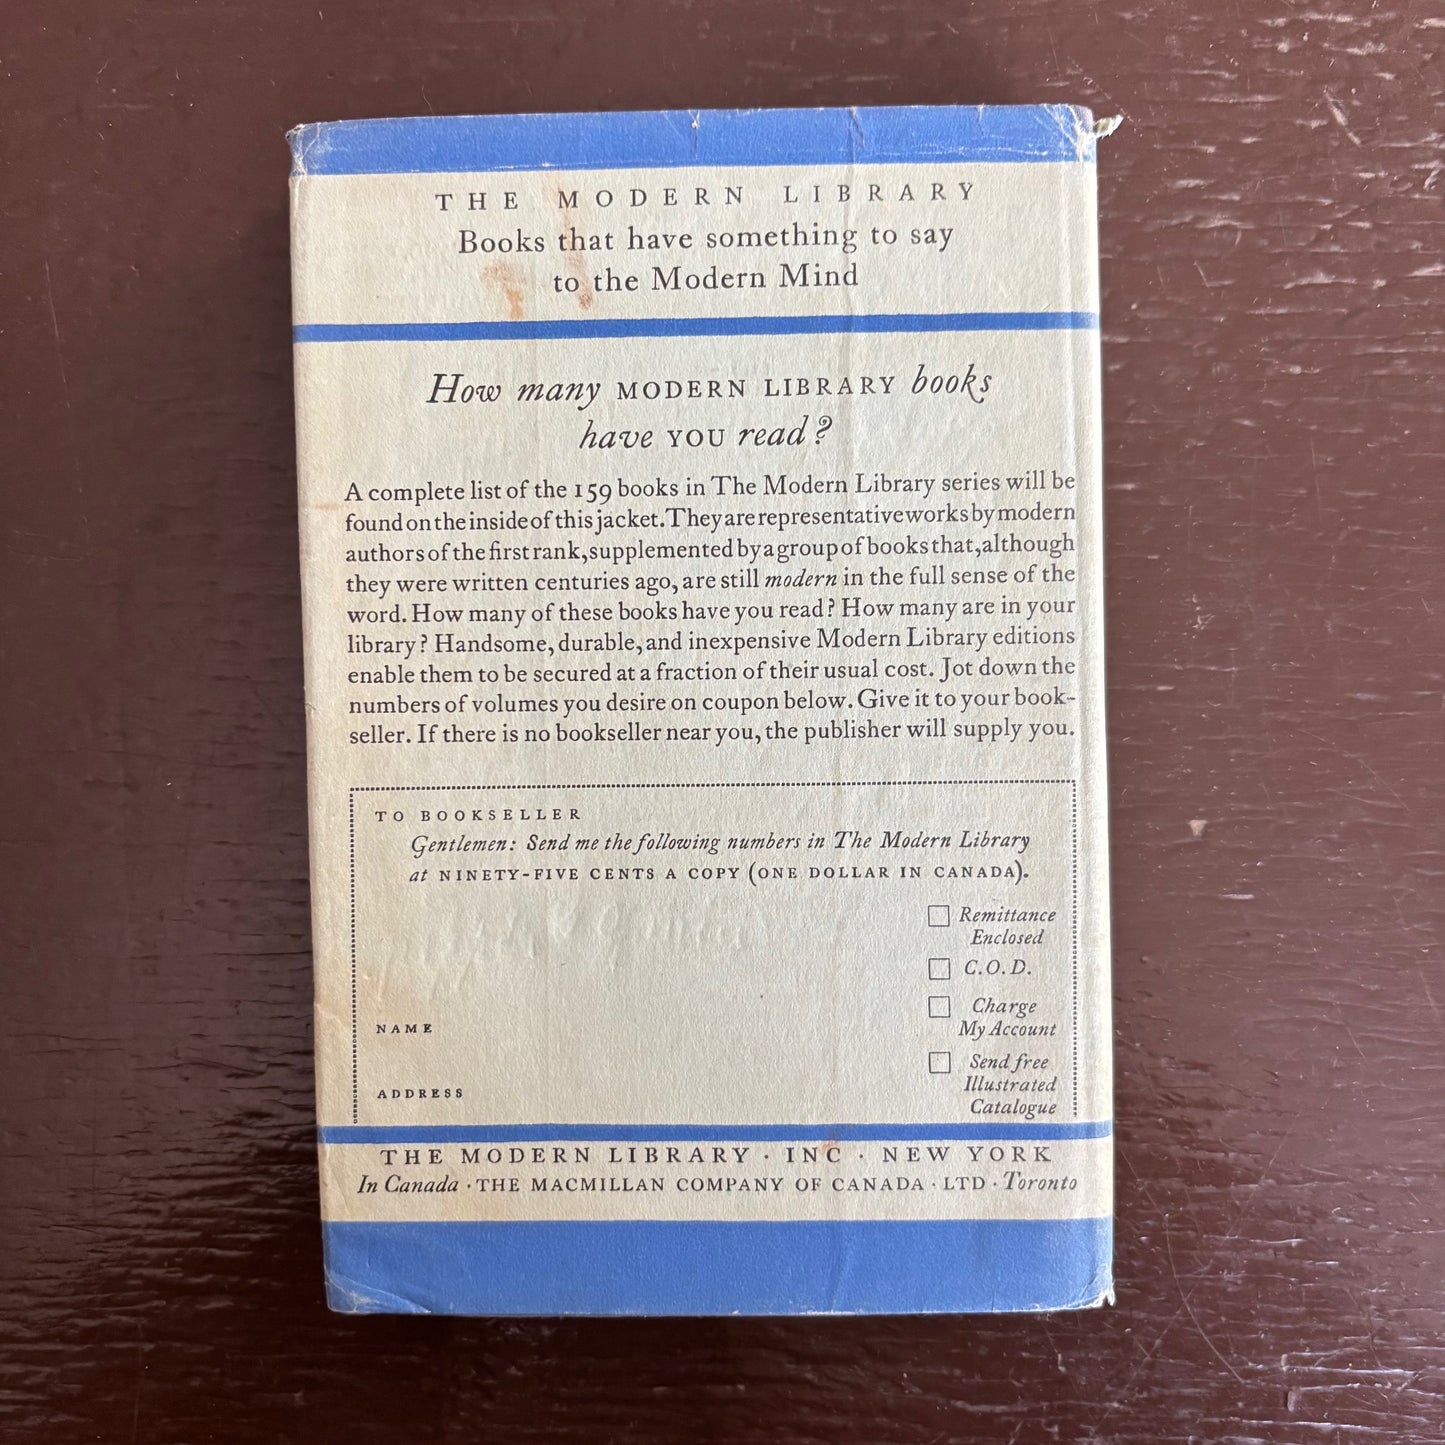 THE MODERN LIBRARY
Books that have something to say
to the Modern Mind
How many MODERN LIBRARY books
have YOU read?
A complete list of the 159 books in The Modern Library series will be
found on the inside of this jacket. They are representative works by modern
authors of the first rank, supplemented by a group of books that, although
they were written centuries ago, are still modern in the full sense of the
word. How many of these books have you read? How many are in your
library? Handsome, durable, and inexpensive Modern Library editions
enable them to be secured at a fraction of their usual cost. Jot down the
numbers of volumes you desire on coupon below. Give it to your book-
seller. If there is no bookseller near you, the publisher will supply you.
TO BOOKSELLER
Gentlemen: Send me the following numbers in The Modern Library
at NINETY-FIVE CENTS A COPY (ONE DOLLAR IN CANADA).
Remittance
Enclosed
C.O.D.
Charge
My Account
Send free
Illustrated
Catalogue
NAME
ADDRESS
THE MODERN LIBRARY · INC · NEW YORK
In Canada · THE MACMILLAN COMPANY OF CANADA · LTD · Toronto